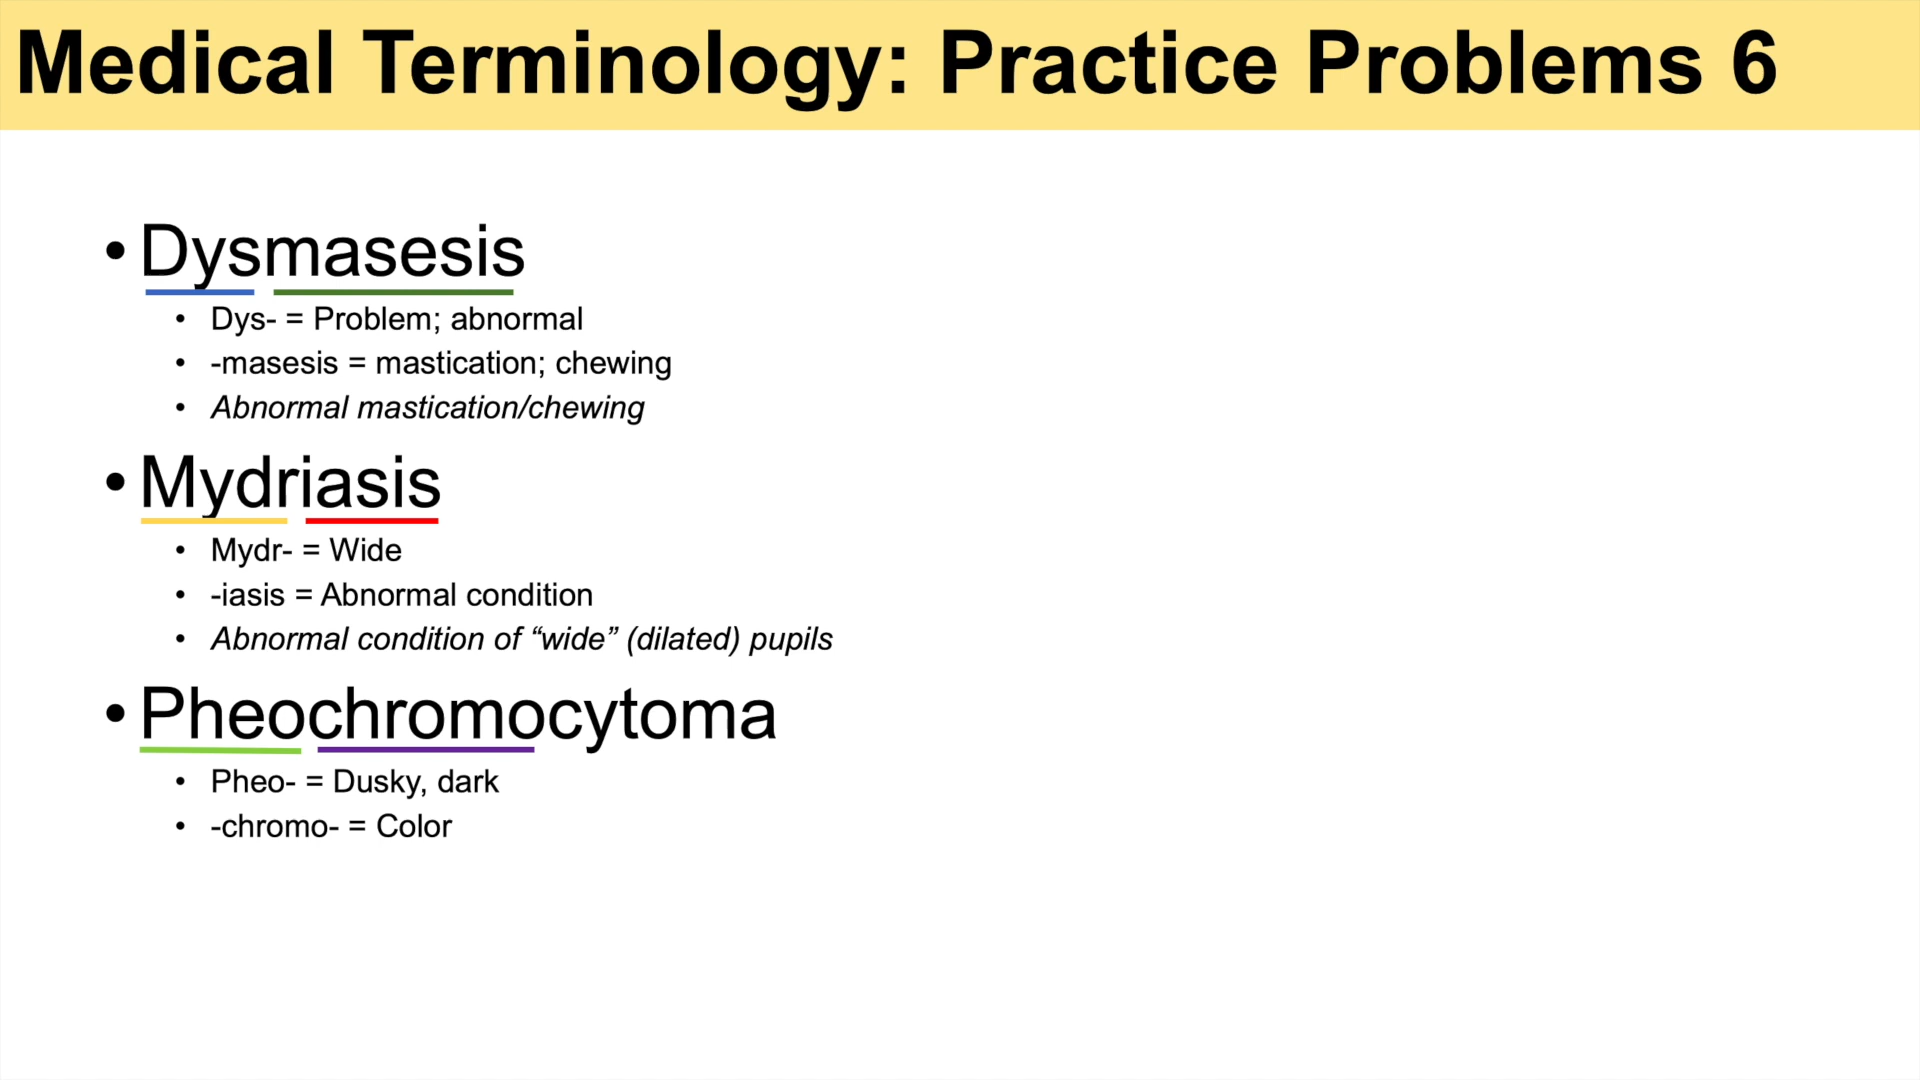 Medical Terminology: Practice Problems 6
• Dysmasesis
• Dys- = Problem; abnormal
• -masesis = mastication; chewing
• Abnormal mastication/chewing
• Mydriasis
• Mydr- = Wide
• -iasis = Abnormal condition
• Abnormal condition of “wide” (dilated) pupils
• Pheochromocytoma
• Pheo- = Dusky, dark
• -chromo- = Color